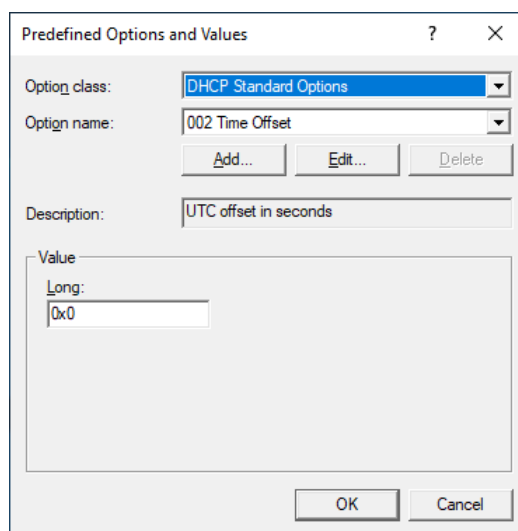 Predefined Options and Values ? X
Option class: DHCP Standard Options
Option name: 002 Time Offset
Add... Edit... Delete
Description: UTC offset in seconds
Value
Long:
0x0
OK Cancel